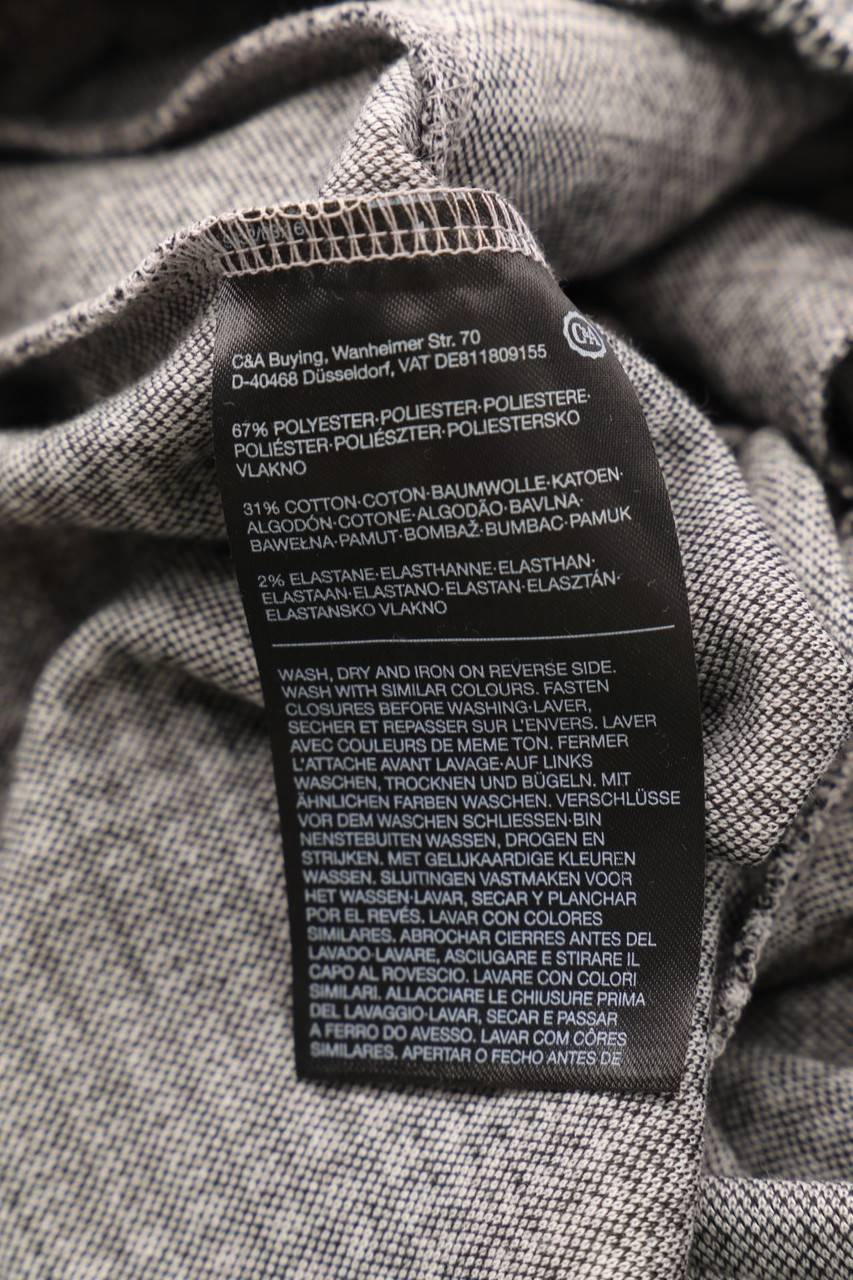 C&A
C&A Buying, Wanheimer Str. 70
D-40468 Düsseldorf, VAT DE811809155
67% POLYESTER·POLIESTER·POLIESTERE·
POLIÉSTER·POLIÉSZTER·POLIESTERSKO
VLAKNO
31% COTTON·COTON·BAUMWOLLE·KATOEN·
ALGODÓN·COTONE·ALGODÃO·BAVLNA·
BAWEŁNA·PAMUT·BOMBAŽ·BUMBAC·PAMUK
2% ELASTANE·ELASTHANNE·ELASTHAN·
ELASTAAN·ELASTANO·ELASTAN·ELASZTÁN·
ELASTANSKO VLAKNO
WASH, DRY AND IRON ON REVERSE SIDE.
WASH WITH SIMILAR COLOURS. FASTEN
CLOSURES BEFORE WASHING·LAVER,
SECHER ET REPASSER SUR L'ENVERS. LAVER
AVEC COULEURS DE MEME TON. FERMER
L'ATTACHE AVANT LAVAGE·AUF LINKS
WASCHEN, TROCKNEN UND BÜGELN. MIT
ÄHNLICHEN FARBEN WASCHEN. VERSCHLÜSSE
VOR DEM WASCHEN SCHLIESSEN·BIN
NENSTEBUITEN WASSEN, DROGEN EN
STRIJKEN. MET GELIJKAARDIGE KLEUREN
WASSEN. SLUITINGEN VASTMAKEN VOOR
HET WASSEN·LAVAR, SECAR Y PLANCHAR
POR EL REVÉS. LAVAR CON COLORES
SIMILARES. ABROCHAR CIERRES ANTES DEL
LAVADO·LAVARE, ASCIUGARE E STIRARE IL
CAPO AL ROVESCIO. LAVARE CON COLORI
SIMILARI. ALLACCIARE LE CHIUSURE PRIMA
DEL LAVAGGIO·LAVAR, SECAR E PASSAR
A FERRO DO AVESSO. LAVAR COM CÔRES
SIMILARES. APERTAR O FECHO ANTES DE